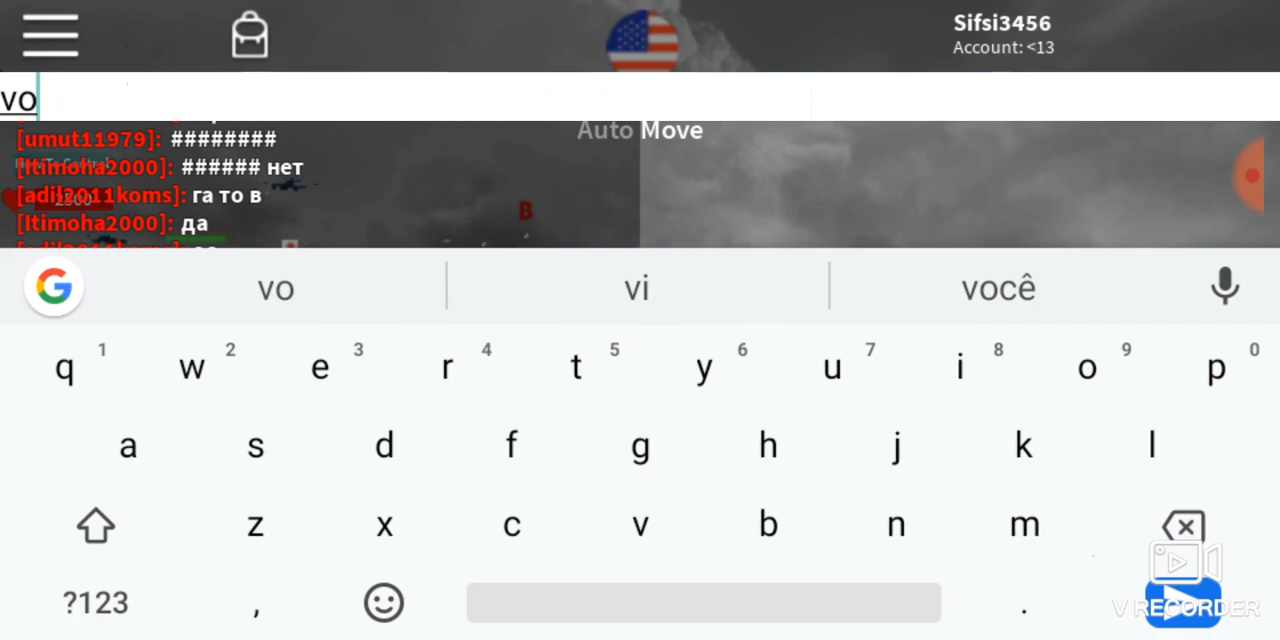 Sifsi3456
Account: <13
vo
Auto Move
[umut11979]: ########
[ltimoha2000]: ###### нет
[adil2011koms]: га то в
2500
[ltimoha2000]: да
B
vo vi você
q 1 w 2 e 3 r 4 t 5 y 6 u 7 i 8 o 9 p 0
a s d f g h j k l
z x c v b n m
?123 , .
V RECORDER